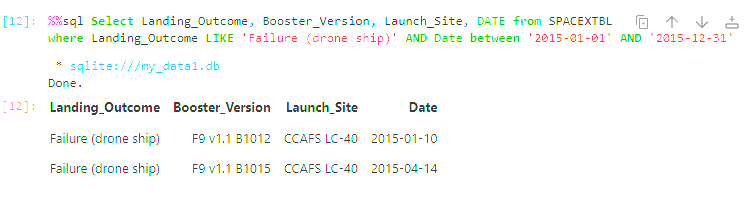 [12]: %%sql Select Landing_Outcome, Booster_Version, Launch_Site, DATE from SPACEXTBL
where Landing_Outcome LIKE 'Failure (drone ship)' AND Date between '2015-01-01' AND '2015-12-31'
* sqlite:///my_data1.db
Done.
[12]: Landing_Outcome Booster_Version Launch_Site Date
Failure (drone ship) F9 v1.1 B1012 CCAFS LC-40 2015-01-10
Failure (drone ship) F9 v1.1 B1015 CCAFS LC-40 2015-04-14